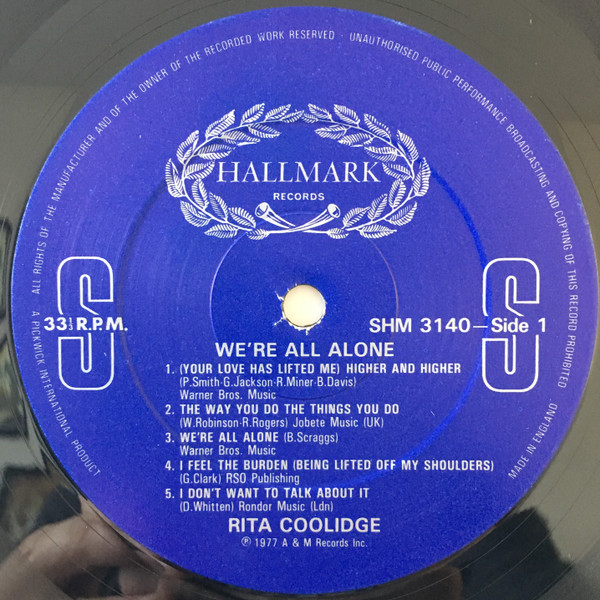 ALL RIGHTS OF THE MANUFACTURER AND OF THE OWNER OF THE RECORDED WORK RESERVED · UNAUTHORISED PUBLIC PERFORMANCE BROADCASTING AND COPYING OF THIS RECORD PROHIBITED
HALLMARK
RECORDS
S
S
33⅓ R.P.M.
SHM 3140—Side 1
WE'RE ALL ALONE
1. (YOUR LOVE HAS LIFTED ME) HIGHER AND HIGHER
(P.Smith-G.Jackson-R.Miner-B.Davis)
Warner Bros. Music
2. THE WAY YOU DO THE THINGS YOU DO
(W.Robinson-R.Rogers) Jobete Music (UK)
3. WE'RE ALL ALONE (B.Scraggs)
Warner Bros. Music
4. I FEEL THE BURDEN (BEING LIFTED OFF MY SHOULDERS)
(G.Clark) RSO Publishing
5. I DON'T WANT TO TALK ABOUT IT
(D.Whitten) Rondor Music (Ldn)
RITA COOLIDGE
℗ 1977 A & M Records Inc.
A PICKWICK INTERNATIONAL PRODUCT
MADE IN ENGLAND